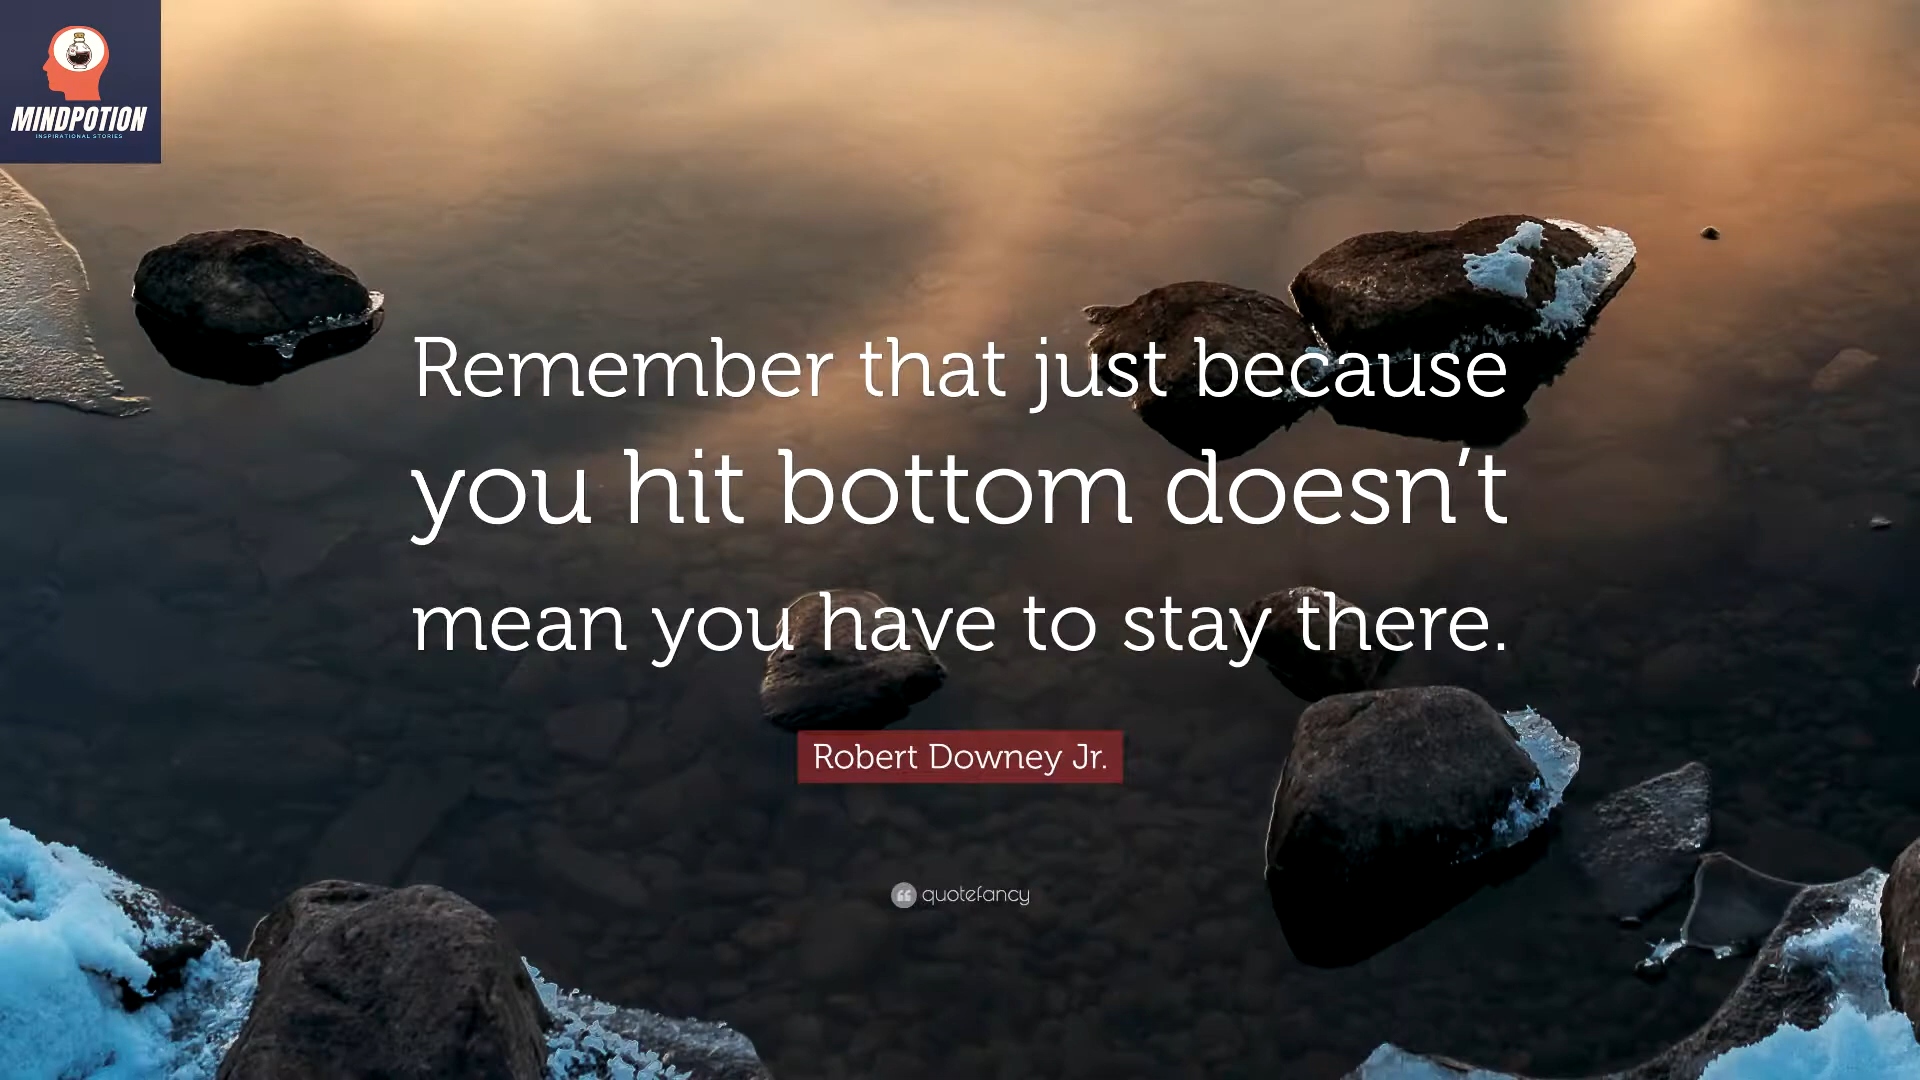 MINDPOTION
INSPIRATIONAL STORIES
Remember that just because
you hit bottom doesn’t
mean you have to stay there.
Robert Downey Jr.
quotefancy